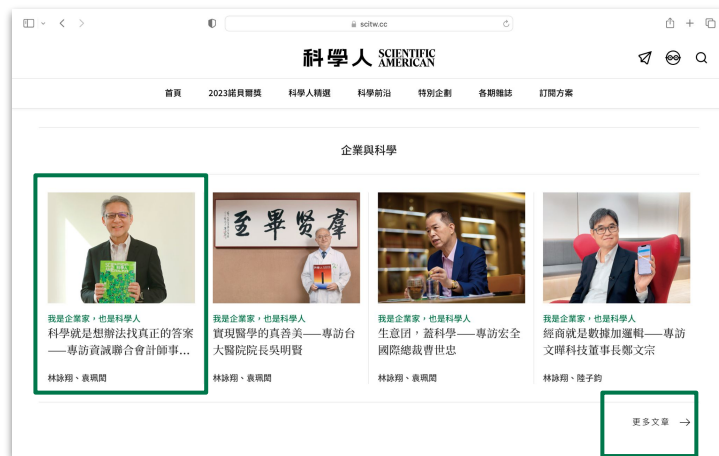 scitw.cc
科學人 SCIENTIFIC AMERICAN
首頁 2023諾貝爾獎 科學人精選 科學前沿 特別企劃 各期雜誌 訂閱方案
企業與科學
至畢賢羣
我是企業家，也是科學人
科學就是想辦法找真正的答案
——專訪資誠聯合會計師事...
林詠翔、袁珮閎
我是企業家，也是科學人
實現醫學的真善美——專訪台
大醫院院長吳明賢
林詠翔、袁珮閎
我是企業家，也是科學人
生意囝，蓋科學——專訪宏全
國際總裁曹世忠
林詠翔、袁珮閎
我是企業家，也是科學人
經商就是數據加邏輯——專訪
文曄科技董事長鄭文宗
林詠翔、陸子鈞
更多文章 →